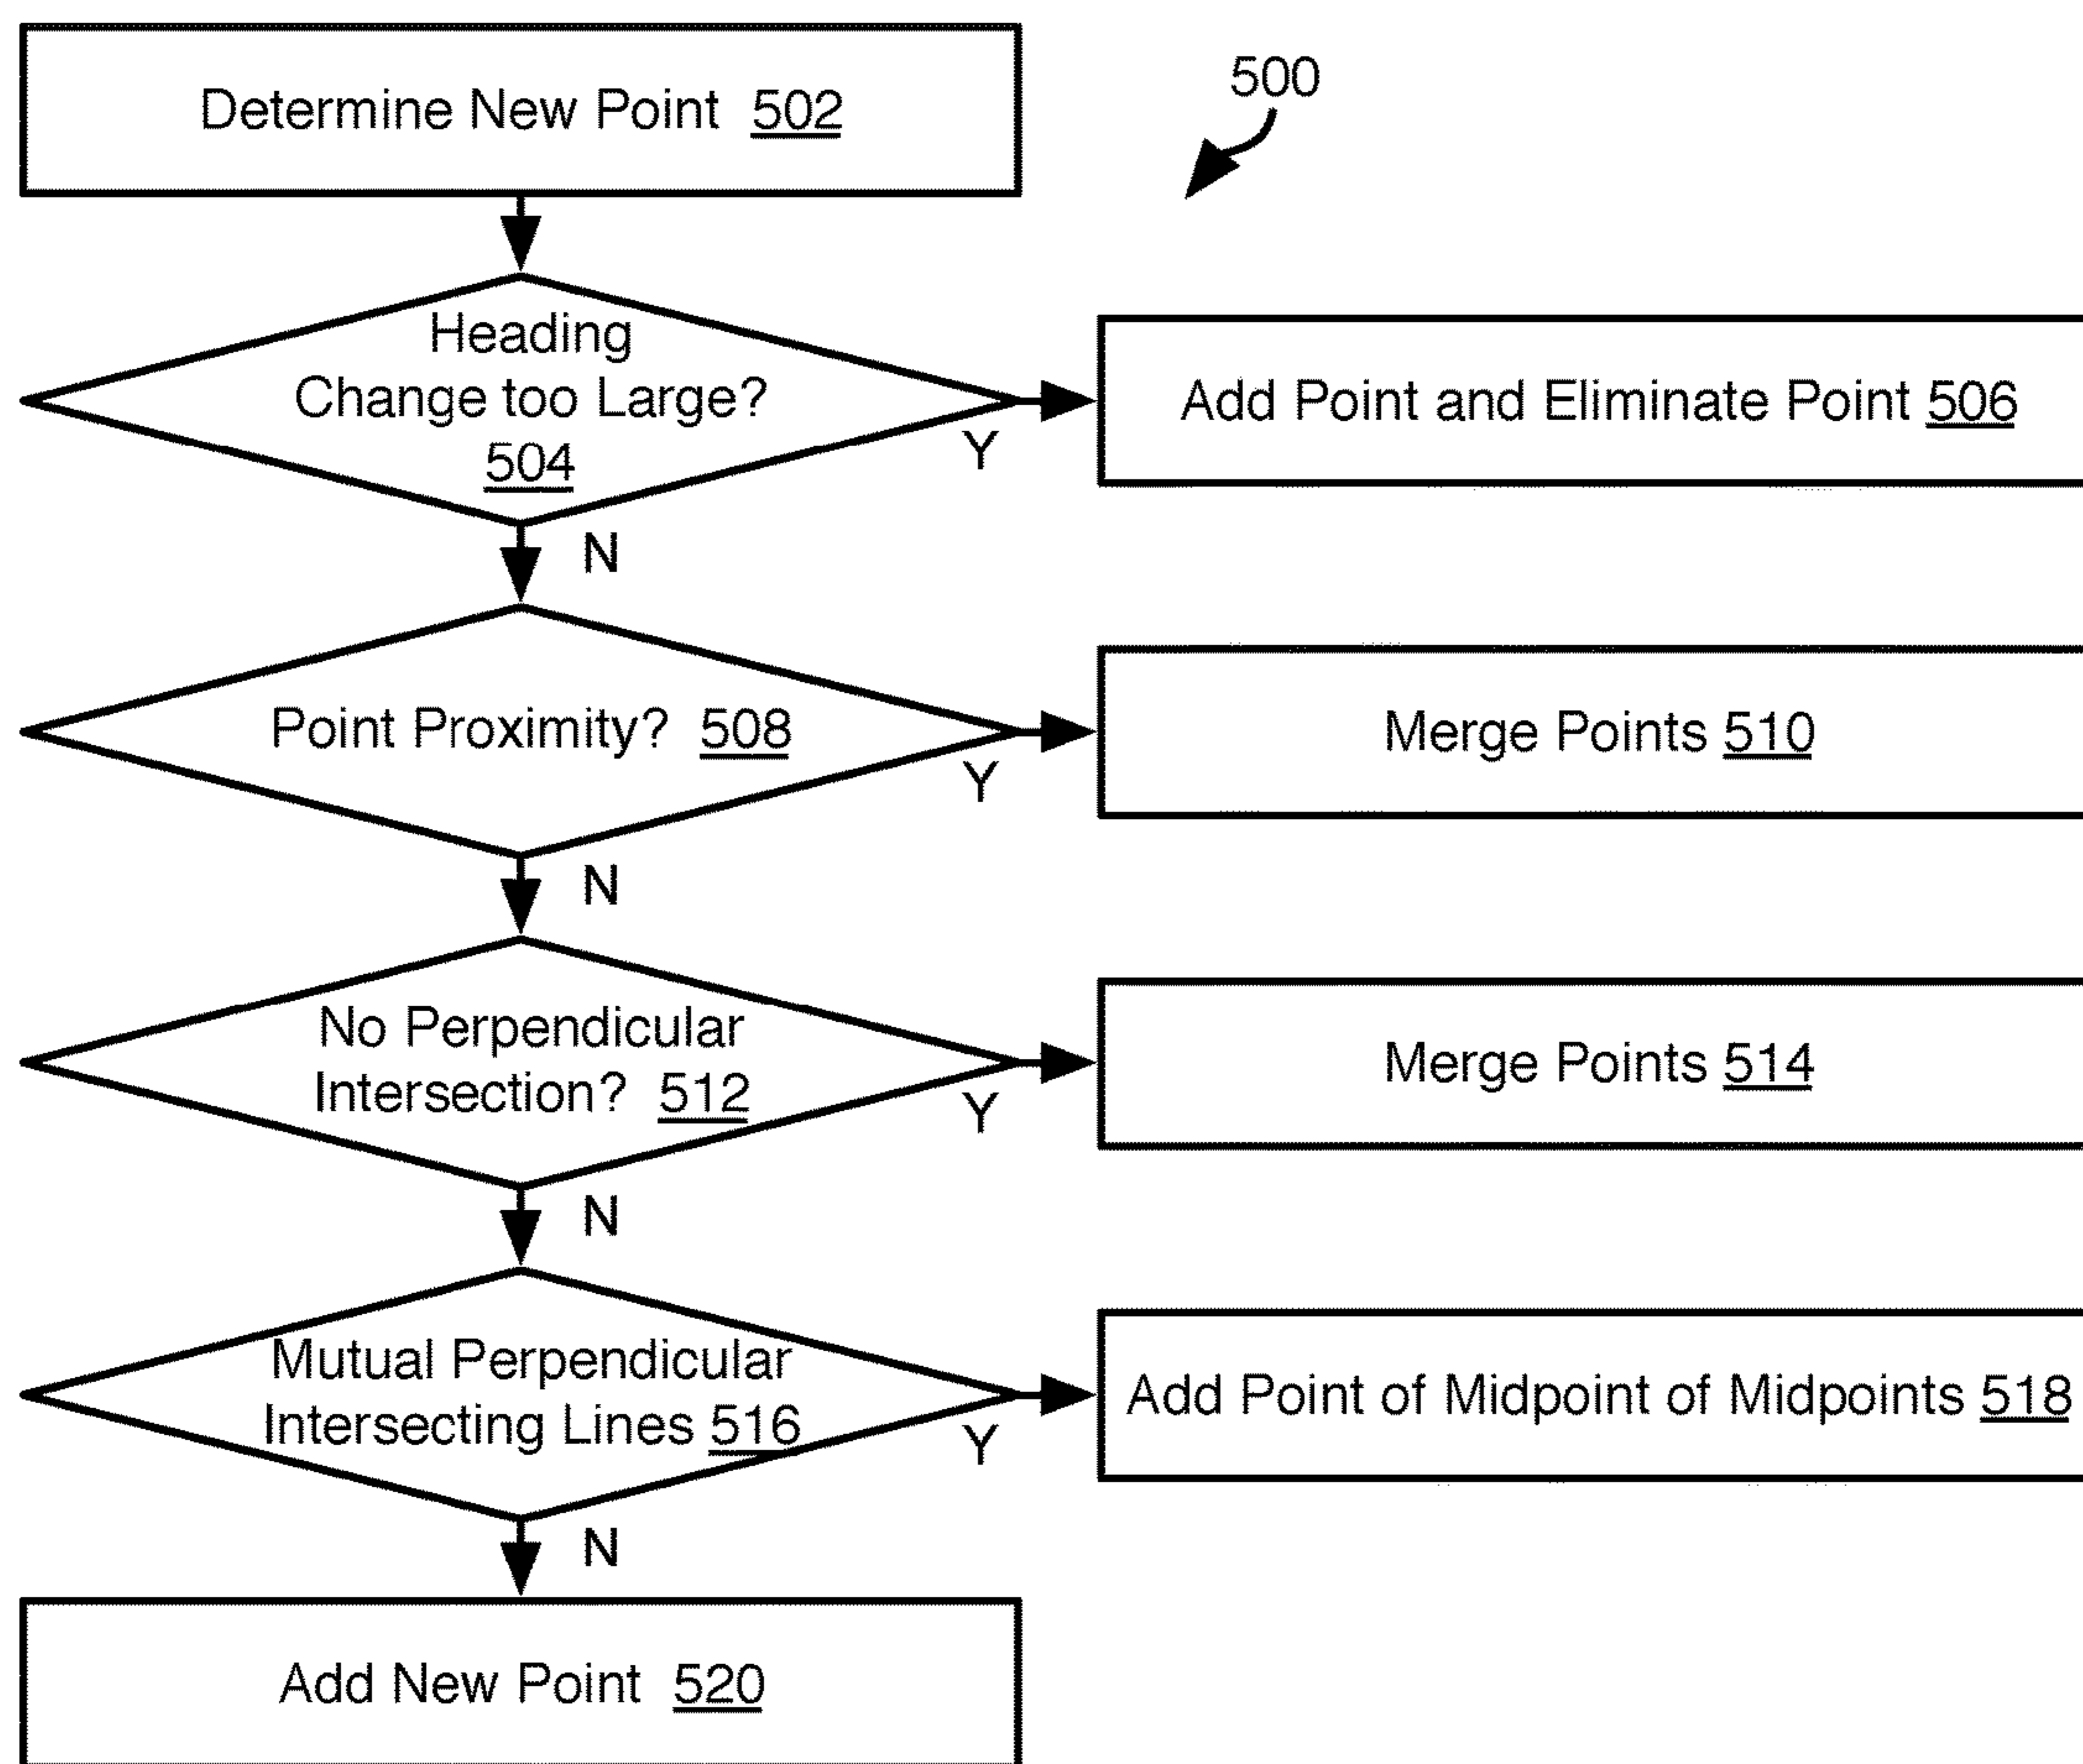 Determine New Point 502
500
Heading
Change too Large?
504
Y
Add Point and Eliminate Point 506
N
Point Proximity? 508
Y
Merge Points 510
N
No Perpendicular
Intersection? 512
Y
Merge Points 514
N
Mutual Perpendicular
Intersecting Lines 516
Y
Add Point of Midpoint of Midpoints 518
N
Add New Point 520